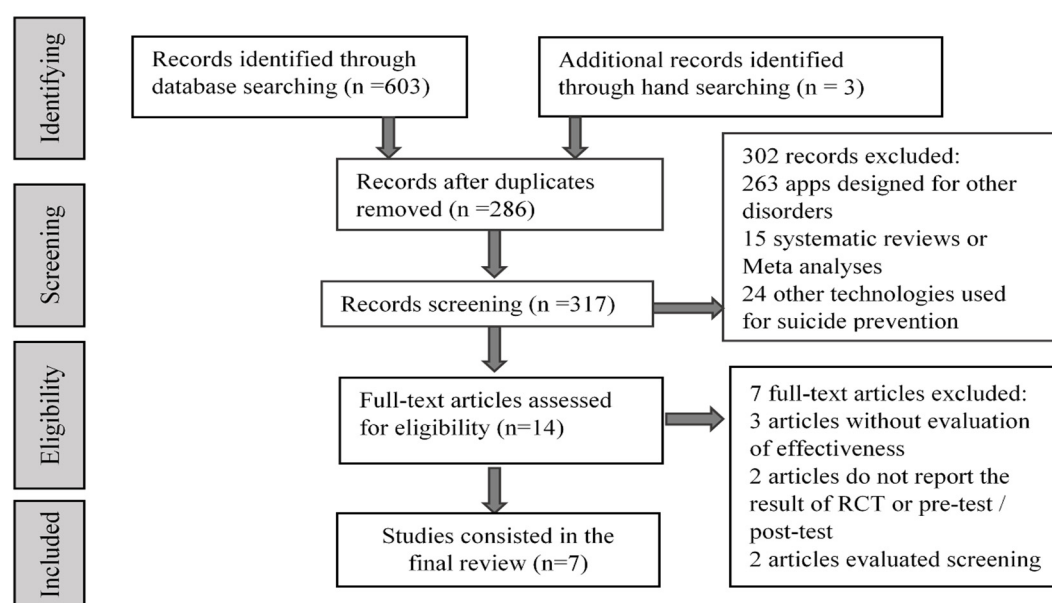 Identifying
Records identified through
database searching (n =603)
Additional records identified
through hand searching (n = 3)
Screening
Records after duplicates
removed (n =286)
302 records excluded:
263 apps designed for other
disorders
15 systematic reviews or
Meta analyses
24 other technologies used
for suicide prevention
Records screening (n =317)
Eligibility
Full-text articles assessed
for eligibility (n=14)
7 full-text articles excluded:
3 articles without evaluation
of effectiveness
2 articles do not report the
result of RCT or pre-test /
post-test
2 articles evaluated screening
Included
Studies consisted in the
final review (n=7)